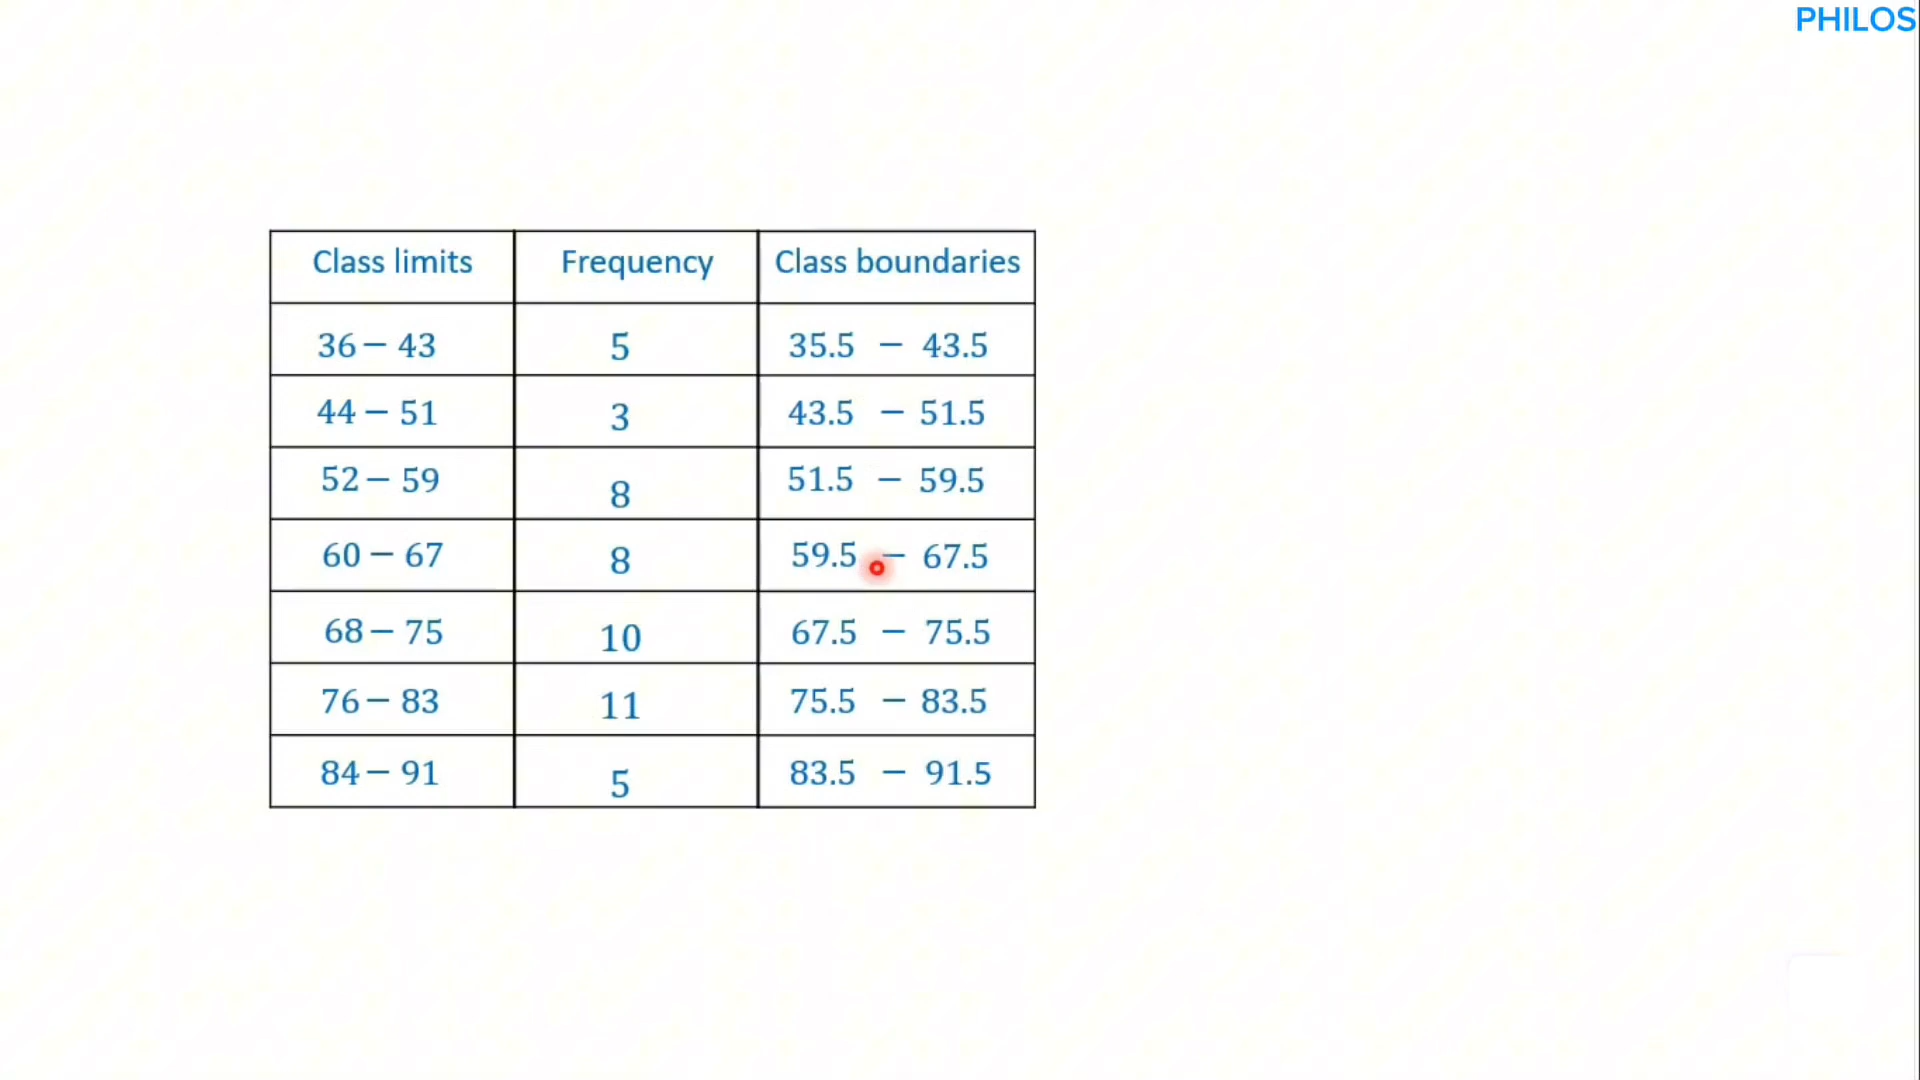 PHILOS
Class limits Frequency Class boundaries
36 – 43 5 35.5 – 43.5
44 – 51 3 43.5 – 51.5
52 – 59 8 51.5 – 59.5
60 – 67 8 59.5 – 67.5
68 – 75 10 67.5 – 75.5
76 – 83 11 75.5 – 83.5
84 – 91 5 83.5 – 91.5